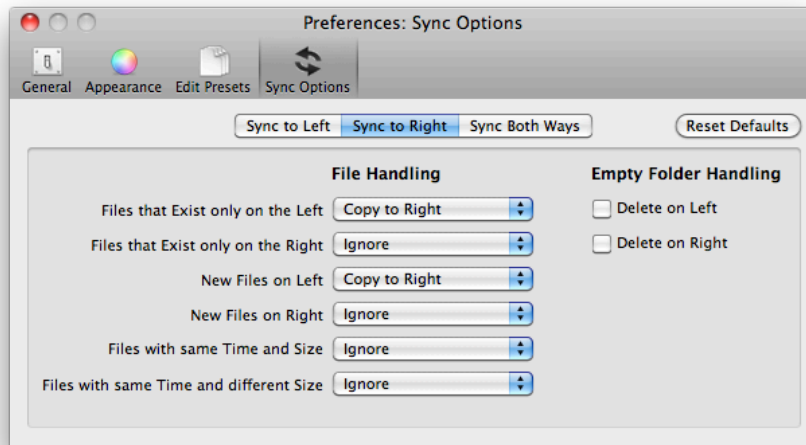 Preferences: Sync Options
General Appearance Edit Presets Sync Options
Sync to Left Sync to Right Sync Both Ways Reset Defaults
File Handling Empty Folder Handling
Files that Exist only on the Left Copy to Right Delete on Left
Files that Exist only on the Right Ignore Delete on Right
New Files on Left Copy to Right
New Files on Right Ignore
Files with same Time and Size Ignore
Files with same Time and different Size Ignore